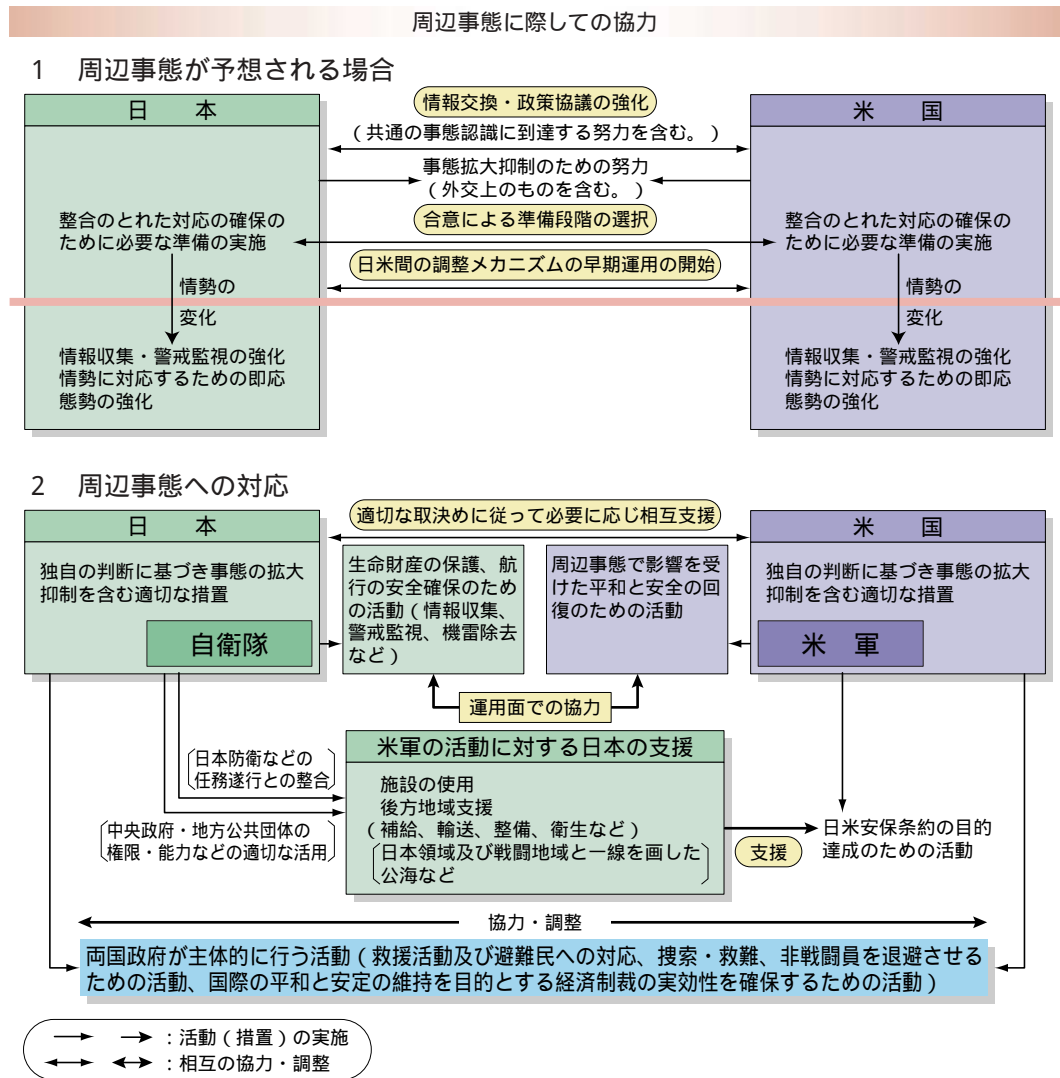 周辺事態に際しての協力
1 周辺事態が予想される場合
日 本
情報交換・政策協議の強化
（共通の事態認識に到達する努力を含む。）
事態拡大抑制のための努力
（外交上のものを含む。）
合意による準備段階の選択
日米間の調整メカニズムの早期運用の開始
米 国
整合のとれた対応の確保の
ために必要な準備の実施
情勢の
変化
情報収集・警戒監視の強化
情勢に対応するための即応
態勢の強化
整合のとれた対応の確保の
ために必要な準備の実施
情勢の
変化
情報収集・警戒監視の強化
情勢に対応するための即応
態勢の強化
2 周辺事態への対応
日 本
独自の判断に基づき事態の拡大
抑制を含む適切な措置
自衛隊
適切な取決めに従って必要に応じ相互支援
生命財産の保護、航
行の安全確保のため
の活動（情報収集、
警戒監視、機雷除去
など）
周辺事態で影響を受
けた平和と安全の回
復のための活動
米 国
独自の判断に基づき事態の拡大
抑制を含む適切な措置
米 軍
運用面での協力
米軍の活動に対する日本の支援
施設の使用
後方地域支援
（補給、輸送、整備、衛生など）
〔日本領域及び戦闘地域と一線を画した
公海など〕
〔日本防衛などの
任務遂行との整合〕
〔中央政府・地方公共団体の
権限・能力などの適切な活用〕
支援
日米安保条約の目的
達成のための活動
協力・調整
両国政府が主体的に行う活動（救援活動及び避難民への対応、捜索・救難、非戦闘員を退避させる
ための活動、国際の平和と安定の維持を目的とする経済制裁の実効性を確保するための活動）
：活動（措置）の実施
：相互の協力・調整